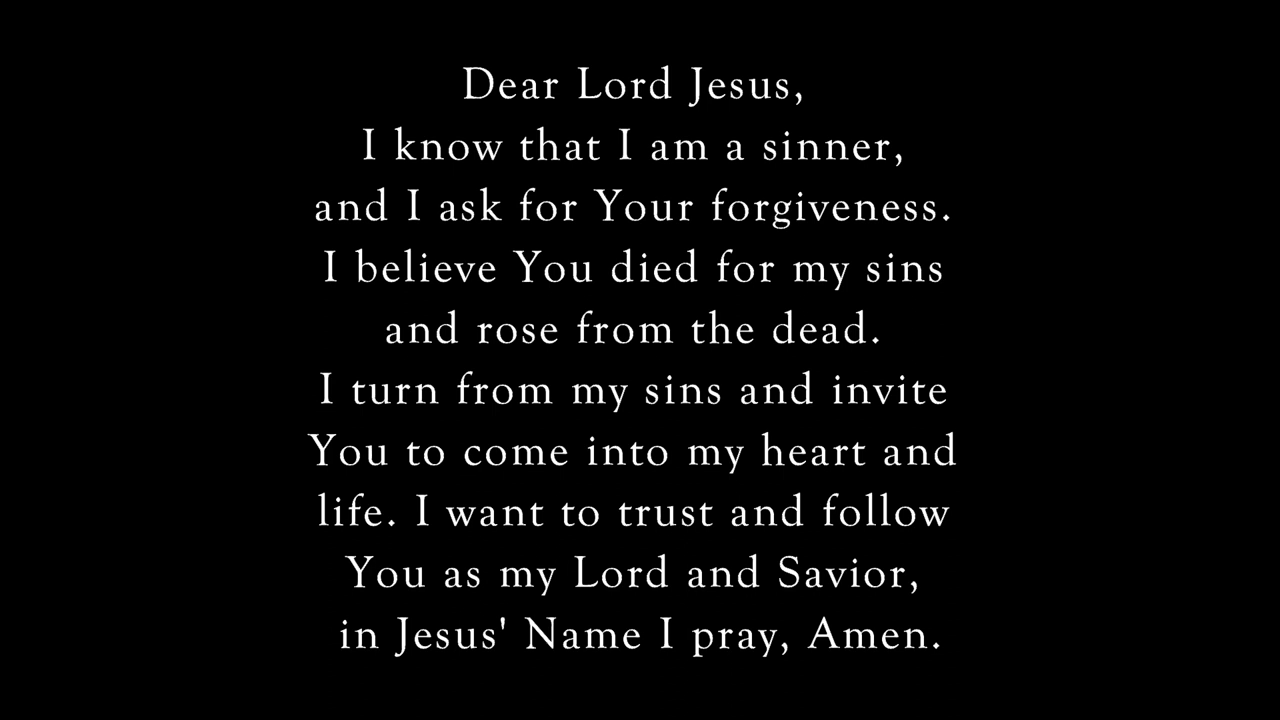 Dear Lord Jesus,
I know that I am a sinner,
and I ask for Your forgiveness.
I believe You died for my sins
and rose from the dead.
I turn from my sins and invite
You to come into my heart and
life. I want to trust and follow
You as my Lord and Savior,
in Jesus' Name I pray, Amen.